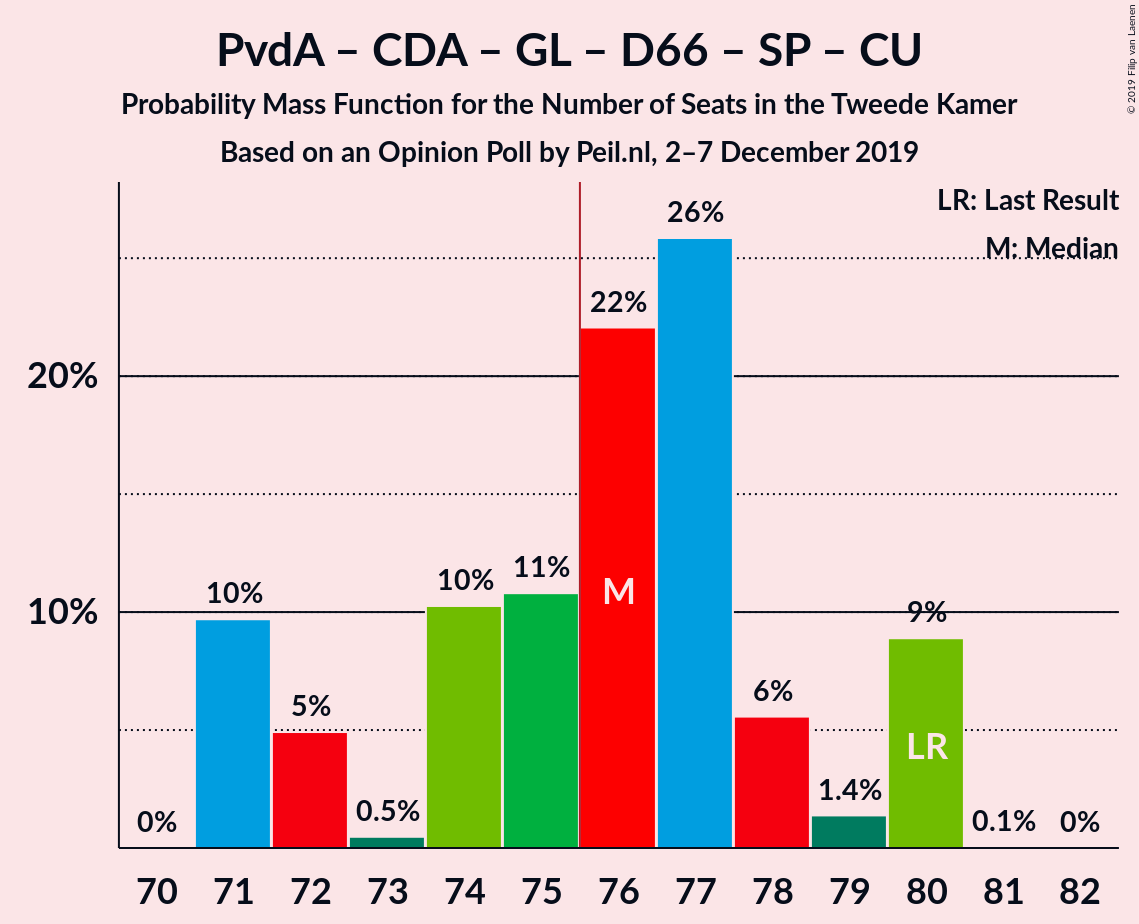 PvdA – CDA – GL – D66 – SP – CU
Probability Mass Function for the Number of Seats in the Tweede Kamer
Based on an Opinion Poll by Peil.nl, 2–7 December 2019
© 2019 Filip van Laenen
LR: Last Result
M: Median
20%
10%
0%
10%
5%
0.5%
10%
11%
22%
26%
6%
1.4%
9%
0.1%
0%
M
LR
70 71 72 73 74 75 76 77 78 79 80 81 82